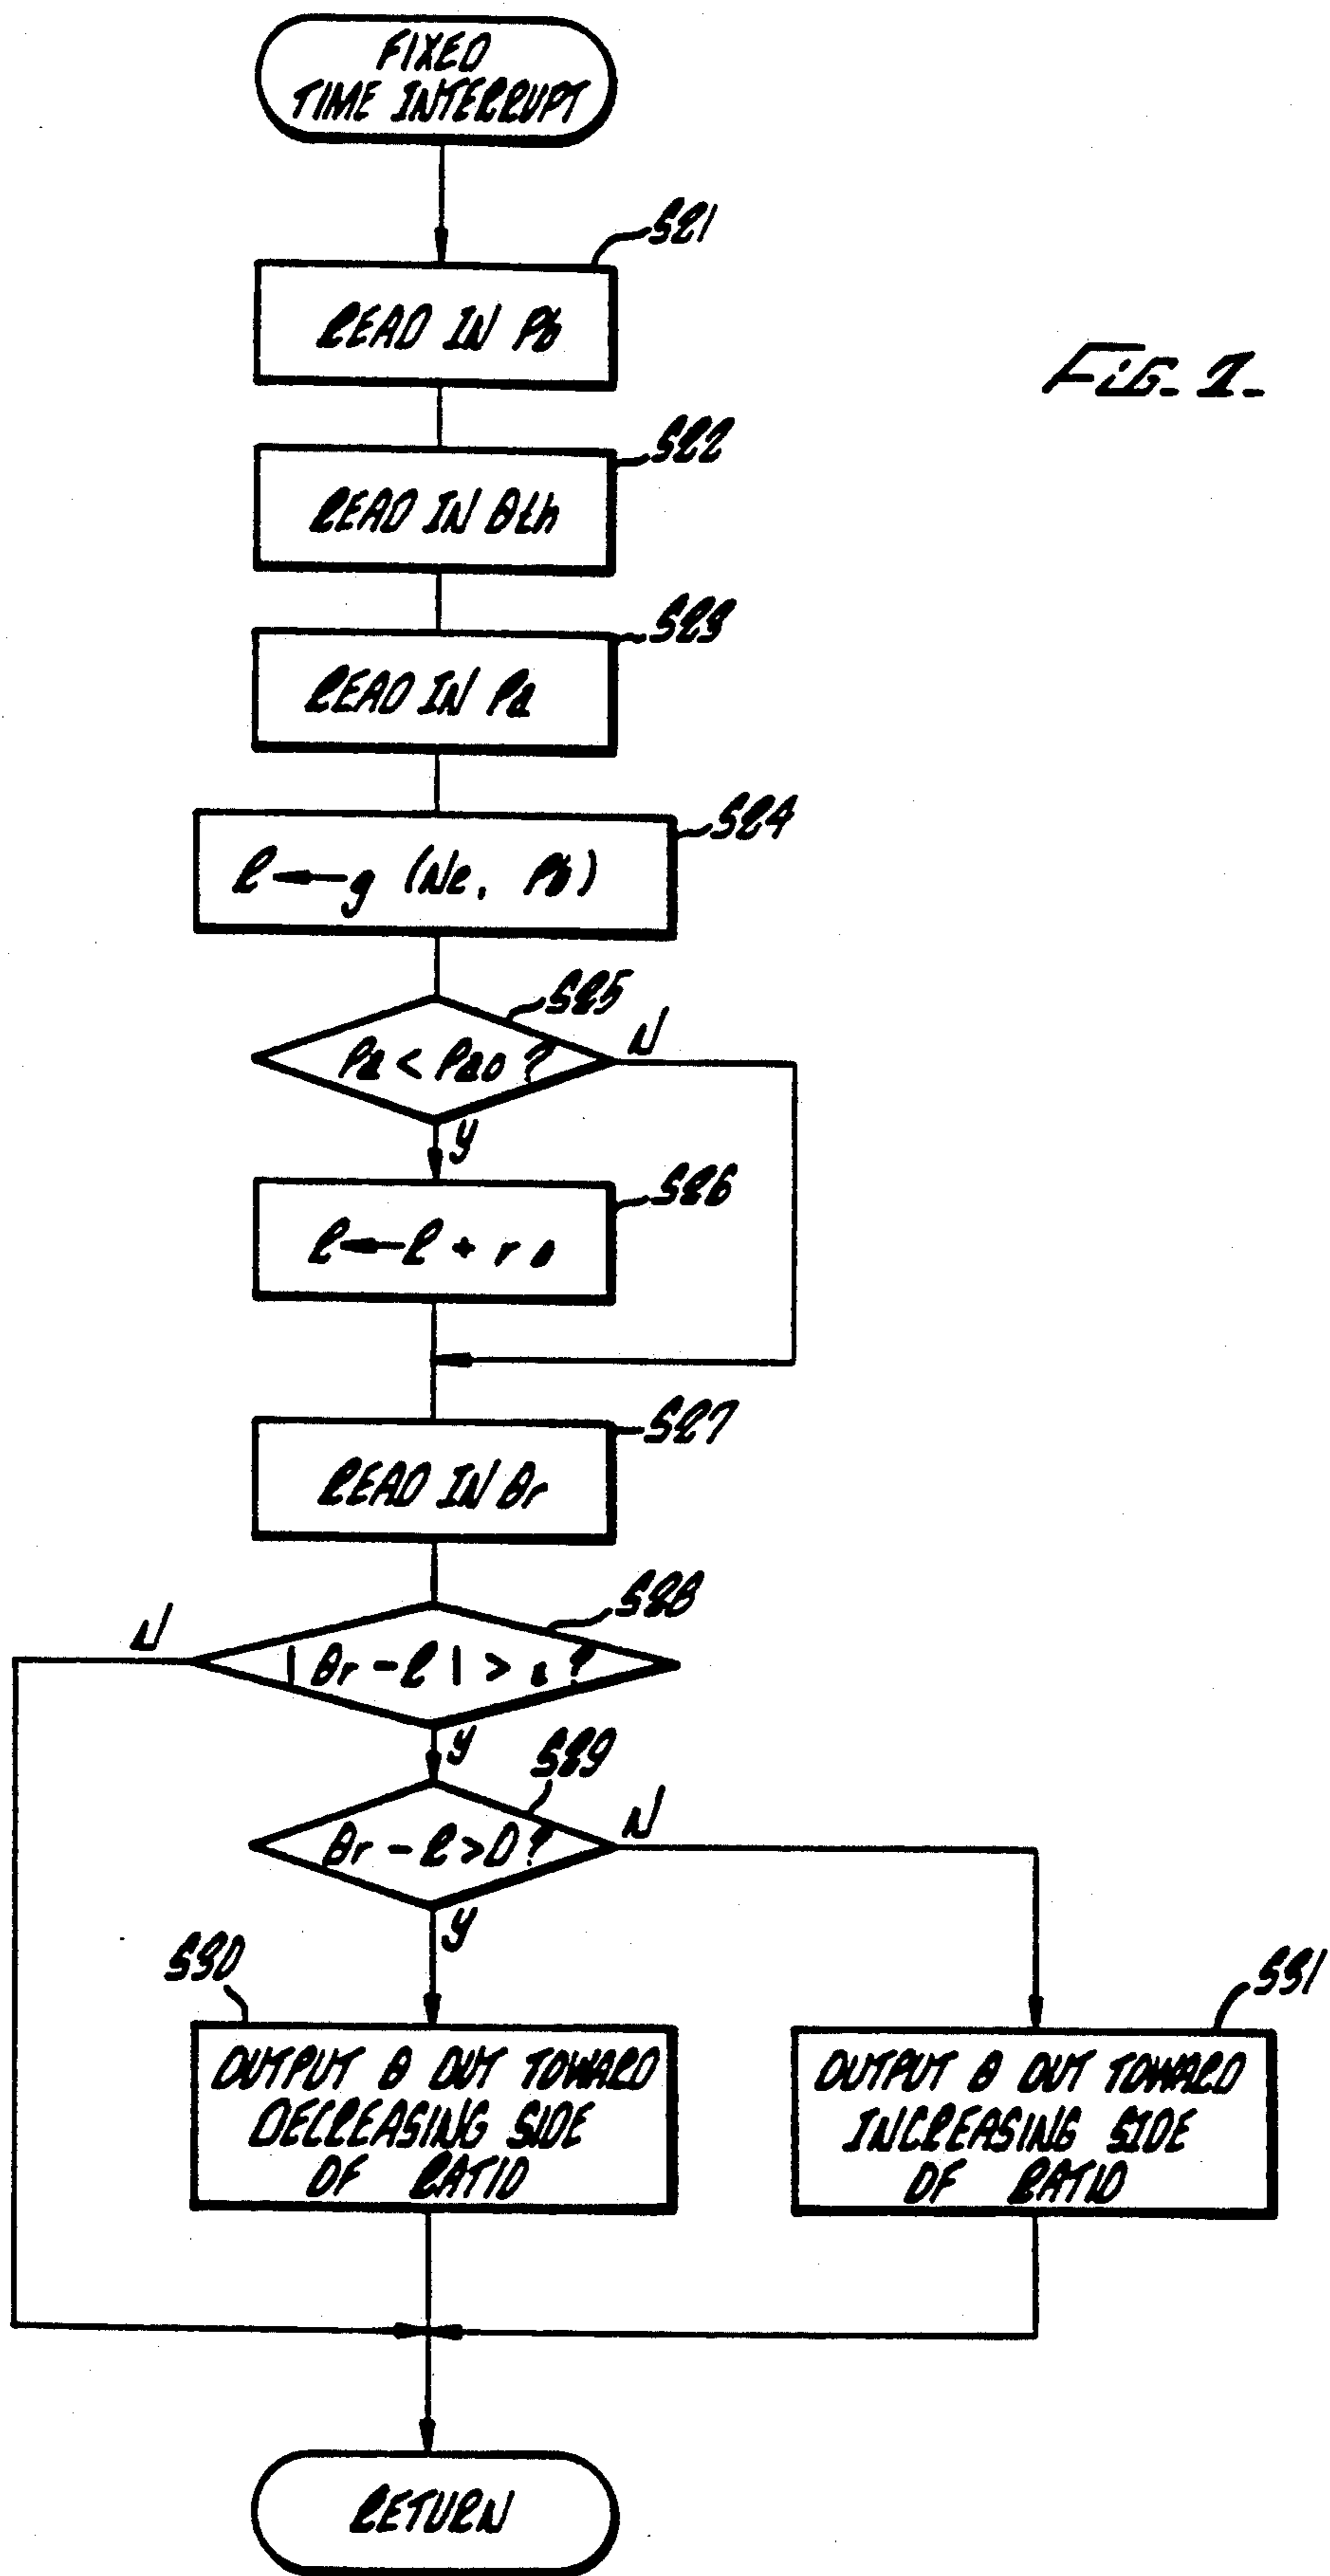 FIXED
TIME INTERRUPT
S21
READ IN Pb
FIG. 7.
S22
READ IN θth
S23
READ IN Pa
S24
R ← g (Ne, Pb)
S25
Pa < Pao ?
N
y
S26
R ← R + r
S27
READ IN θr
S28
N
| θr - R | > ?
y
S29
θr - R > 0 ?
N
y
S30
S31
OUTPUT θ OUT TOWARD
DECREASING SIDE
OF RATIO
OUTPUT θ OUT TOWARD
INCREASING SIDE
OF RATIO
RETURN